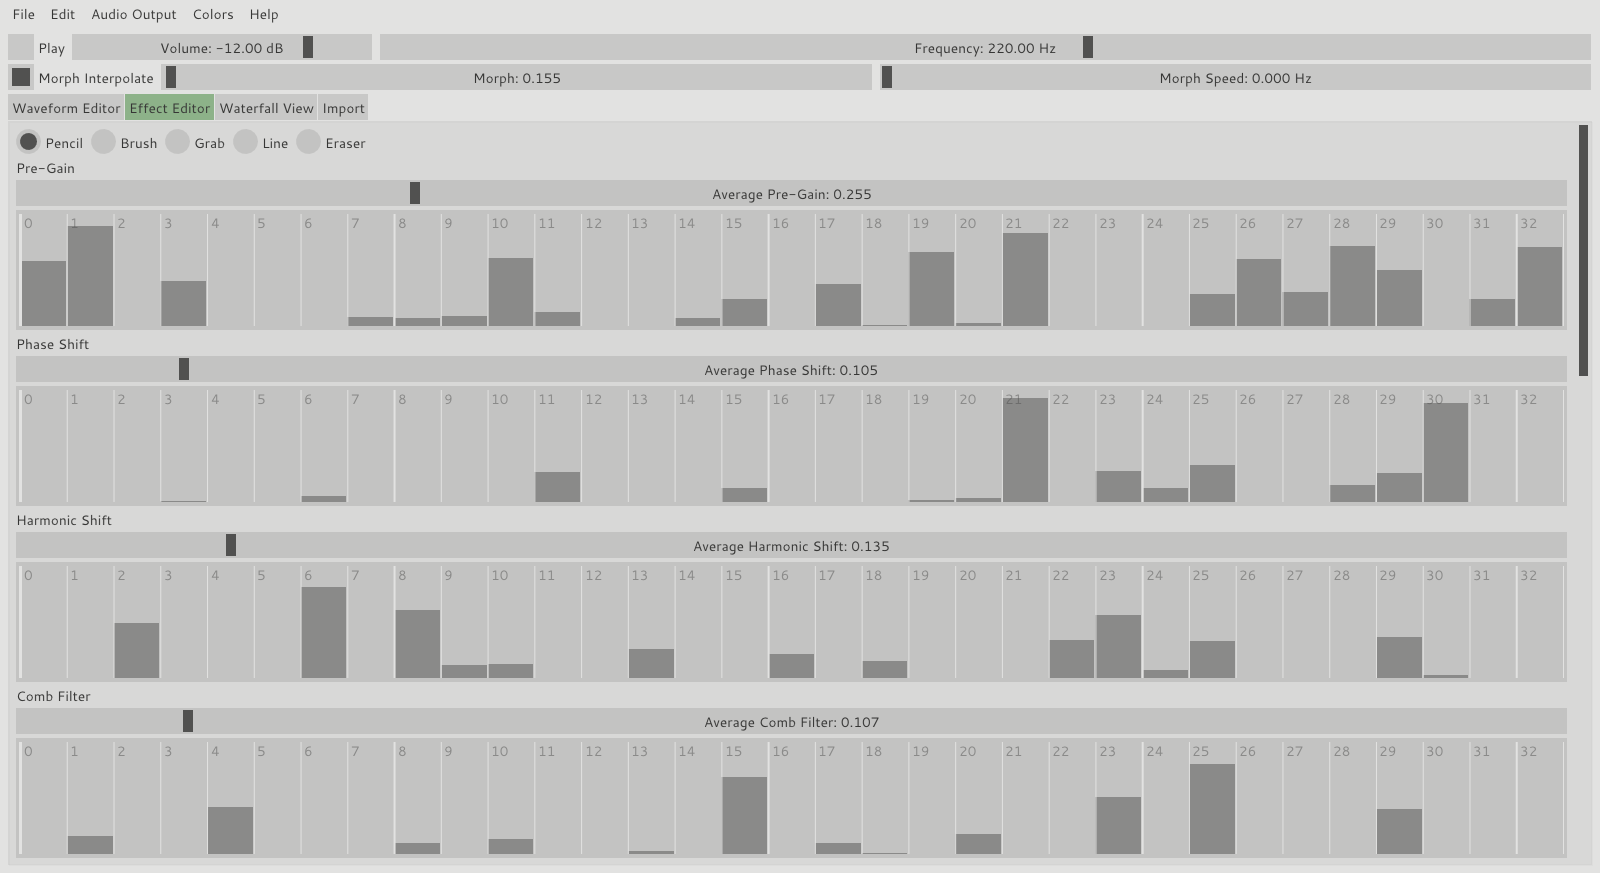 File Edit Audio Output Colors Help
Play Volume: -12.00 dB Frequency: 220.00 Hz
Morph Interpolate Morph: 0.155 Morph Speed: 0.000 Hz
Waveform Editor Effect Editor Waterfall View Import
Pencil Brush Grab Line Eraser
Pre-Gain
Average Pre-Gain: 0.255
0 1 2 3 4 5 6 7 8 9 10 11 12 13 14 15 16 17 18 19 20 21 22 23 24 25 26 27 28 29 30 31 32
Phase Shift
Average Phase Shift: 0.105
0 1 2 3 4 5 6 7 8 9 10 11 12 13 14 15 16 17 18 19 20 21 22 23 24 25 26 27 28 29 30 31 32
Harmonic Shift
Average Harmonic Shift: 0.135
0 1 2 3 4 5 6 7 8 9 10 11 12 13 14 15 16 17 18 19 20 21 22 23 24 25 26 27 28 29 30 31 32
Comb Filter
Average Comb Filter: 0.107
0 1 2 3 4 5 6 7 8 9 10 11 12 13 14 15 16 17 18 19 20 21 22 23 24 25 26 27 28 29 30 31 32